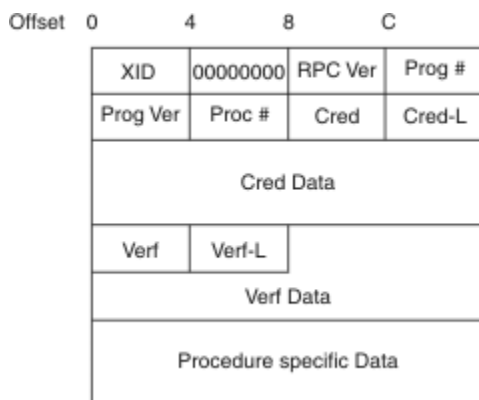 Offset 0 4 8 C
XID 00000000 RPC Ver Prog #
Prog Ver Proc # Cred Cred-L
Cred Data
Verf Verf-L
Verf Data
Procedure specific Data